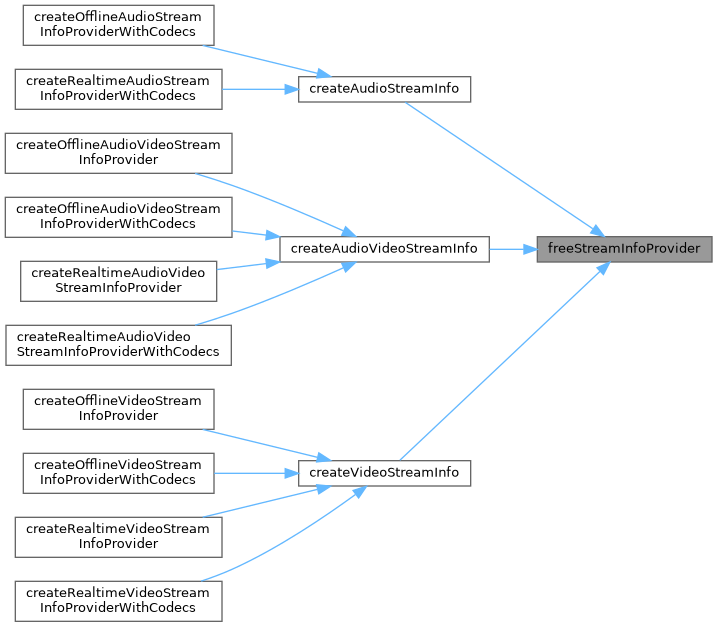 createOfflineAudioStream
InfoProviderWithCodecs
createRealtimeAudioStream
InfoProviderWithCodecs
createAudioStreamInfo
createOfflineAudioVideoStream
InfoProvider
createOfflineAudioVideoStream
InfoProviderWithCodecs
createAudioVideoStreamInfo
freeStreamInfoProvider
createRealtimeAudioVideo
StreamInfoProvider
createRealtimeAudioVideo
StreamInfoProviderWithCodecs
createOfflineVideoStream
InfoProvider
createOfflineVideoStream
InfoProviderWithCodecs
createVideoStreamInfo
createRealtimeVideoStream
InfoProvider
createRealtimeVideoStream
InfoProviderWithCodecs